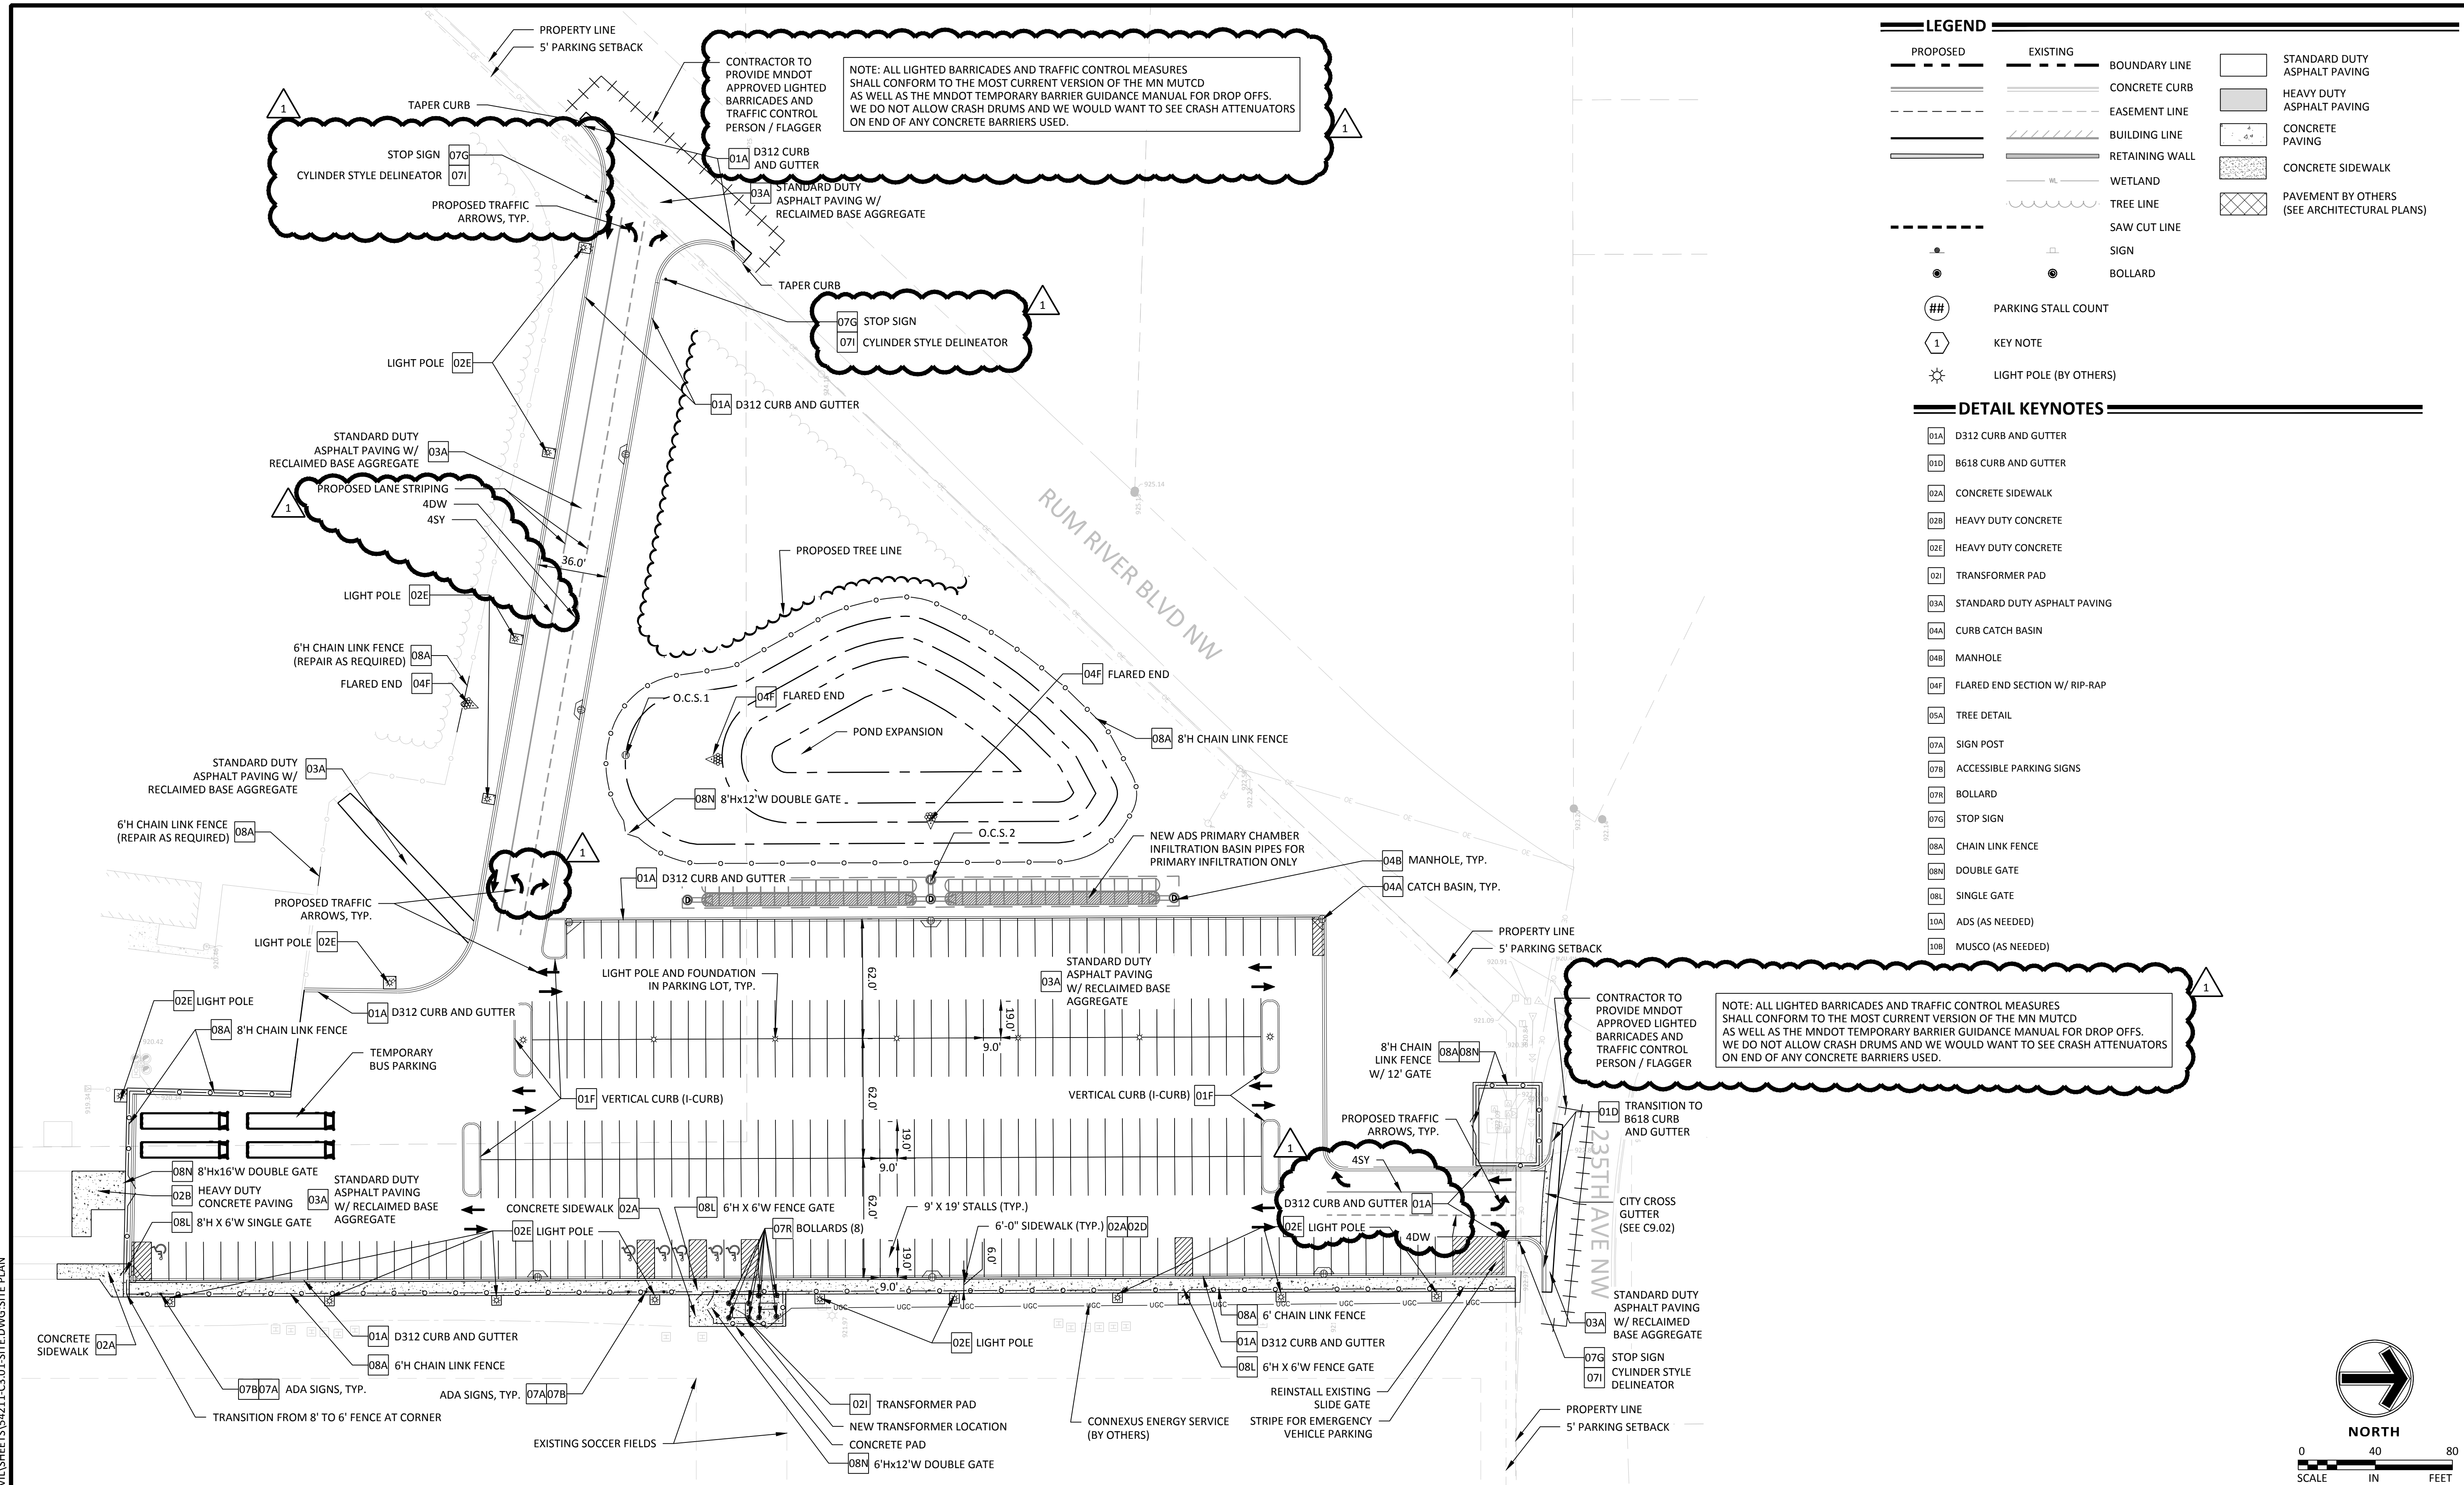 PROPERTY LINE
5' PARKING SETBACK
CONTRACTOR TO
PROVIDE MNDOT
APPROVED LIGHTED
BARRICADES AND
TRAFFIC CONTROL
PERSON / FLAGGER
NOTE: ALL LIGHTED BARRICADES AND TRAFFIC CONTROL MEASURES
SHALL CONFORM TO THE MOST CURRENT VERSION OF THE MN MUTCD
AS WELL AS THE MNDOT TEMPORARY BARRIER GUIDANCE MANUAL FOR DROP OFFS.
WE DO NOT ALLOW CRASH DRUMS AND WE WOULD WANT TO SEE CRASH ATTENUATORS
ON END OF ANY CONCRETE BARRIERS USED.
1
TAPER CURB
1
STOP SIGN 07G
CYLINDER STYLE DELINEATOR 07I
PROPOSED TRAFFIC
ARROWS, TYP.
01A D312 CURB
AND GUTTER
03A STANDARD DUTY
ASPHALT PAVING W/
RECLAIMED BASE AGGREGATE
TAPER CURB
1
07G STOP SIGN
07I CYLINDER STYLE DELINEATOR
LIGHT POLE 02E
01A D312 CURB AND GUTTER
STANDARD DUTY
ASPHALT PAVING W/ 03A
RECLAIMED BASE AGGREGATE
1
PROPOSED LANE STRIPING
4DW
4SY
36.0'
RUM RIVER BLVD NW
925.14
PROPOSED TREE LINE
LIGHT POLE 02E
6'H CHAIN LINK FENCE
(REPAIR AS REQUIRED) 08A
FLARED END 04F
O.C.S. 1
04F FLARED END
04F FLARED END
POND EXPANSION
08A 8'H CHAIN LINK FENCE
STANDARD DUTY
ASPHALT PAVING W/ 03A
RECLAIMED BASE AGGREGATE
08N 8'Hx12'W DOUBLE GATE
O.C.S. 2
6'H CHAIN LINK FENCE
(REPAIR AS REQUIRED) 08A
1
NEW ADS PRIMARY CHAMBER
INFILTRATION BASIN PIPES FOR
PRIMARY INFILTRATION ONLY
04B MANHOLE, TYP.
04A CATCH BASIN, TYP.
01A D312 CURB AND GUTTER
PROPOSED TRAFFIC
ARROWS, TYP.
LIGHT POLE 02E
LIGHT POLE AND FOUNDATION
IN PARKING LOT, TYP.
62.0'
STANDARD DUTY
ASPHALT PAVING
03A W/ RECLAIMED BASE
AGGREGATE
PROPERTY LINE
5' PARKING SETBACK
920.91
02E LIGHT POLE
01A D312 CURB AND GUTTER
08A 8'H CHAIN LINK FENCE
19.0'
9.0'
920.42
TEMPORARY
BUS PARKING
921.09
8'H CHAIN 08A 08N
LINK FENCE
W/ 12' GATE
CONTRACTOR TO
PROVIDE MNDOT
APPROVED LIGHTED
BARRICADES AND
TRAFFIC CONTROL
PERSON / FLAGGER
NOTE: ALL LIGHTED BARRICADES AND TRAFFIC CONTROL MEASURES
SHALL CONFORM TO THE MOST CURRENT VERSION OF THE MN MUTCD
AS WELL AS THE MNDOT TEMPORARY BARRIER GUIDANCE MANUAL FOR DROP OFFS.
WE DO NOT ALLOW CRASH DRUMS AND WE WOULD WANT TO SEE CRASH ATTENUATORS
ON END OF ANY CONCRETE BARRIERS USED.
1
01F VERTICAL CURB (I-CURB)
62.0'
VERTICAL CURB (I-CURB) 01F
PROPOSED TRAFFIC
ARROWS, TYP.
01D TRANSITION TO
B618 CURB
AND GUTTER
235TH AVE NW
08N 8'Hx16'W DOUBLE GATE
02B HEAVY DUTY
CONCRETE PAVING
08L 8'H X 6'W SINGLE GATE
STANDARD DUTY
ASPHALT PAVING
03A W/ RECLAIMED BASE
AGGREGATE
19.0'
9.0'
62.0'
CONCRETE SIDEWALK 02A
08L 6'H X 6'W FENCE GATE
02E LIGHT POLE
07R BOLLARDS (8)
9' X 19' STALLS (TYP.)
6'-0" SIDEWALK (TYP.) 02A 02D
19.0'
6.0'
9.0'
1
4SY
D312 CURB AND GUTTER 01A
02E LIGHT POLE
4DW
CITY CROSS
GUTTER
(SEE C9.02)
UGC UGC UGC UGC UGC UGC UGC UGC UGC UGC UGC
CONCRETE
SIDEWALK 02A
01A D312 CURB AND GUTTER
08A 6'H CHAIN LINK FENCE
07B 07A ADA SIGNS, TYP.
TRANSITION FROM 8' TO 6' FENCE AT CORNER
ADA SIGNS, TYP. 07A 07B
EXISTING SOCCER FIELDS
02E LIGHT POLE
02I TRANSFORMER PAD
NEW TRANSFORMER LOCATION
CONCRETE PAD
08N 6'Hx12'W DOUBLE GATE
08A 6' CHAIN LINK FENCE
01A D312 CURB AND GUTTER
08L 6'H X 6'W FENCE GATE
REINSTALL EXISTING
SLIDE GATE
CONNEXUS ENERGY SERVICE
(BY OTHERS)
STRIPE FOR EMERGENCY
VEHICLE PARKING
STANDARD DUTY
ASPHALT PAVING
03A W/ RECLAIMED
BASE AGGREGATE
07G STOP SIGN
07I CYLINDER STYLE
DELINEATOR
PROPERTY LINE
5' PARKING SETBACK
LEGEND
PROPOSED EXISTING
BOUNDARY LINE
CONCRETE CURB
EASEMENT LINE
BUILDING LINE
RETAINING WALL
WL WETLAND
TREE LINE
SAW CUT LINE
SIGN
BOLLARD
## PARKING STALL COUNT
1 KEY NOTE
LIGHT POLE (BY OTHERS)
STANDARD DUTY
ASPHALT PAVING
HEAVY DUTY
ASPHALT PAVING
CONCRETE
PAVING
CONCRETE SIDEWALK
PAVEMENT BY OTHERS
(SEE ARCHITECTURAL PLANS)
DETAIL KEYNOTES
01A D312 CURB AND GUTTER
01D B618 CURB AND GUTTER
02A CONCRETE SIDEWALK
02B HEAVY DUTY CONCRETE
02E HEAVY DUTY CONCRETE
02I TRANSFORMER PAD
03A STANDARD DUTY ASPHALT PAVING
04A CURB CATCH BASIN
04B MANHOLE
04F FLARED END SECTION W/ RIP-RAP
05A TREE DETAIL
07A SIGN POST
07B ACCESSIBLE PARKING SIGNS
07R BOLLARD
07G STOP SIGN
08A CHAIN LINK FENCE
08N DOUBLE GATE
08L SINGLE GATE
10A ADS (AS NEEDED)
10B MUSCO (AS NEEDED)
NORTH
0 40 80
SCALE IN FEET